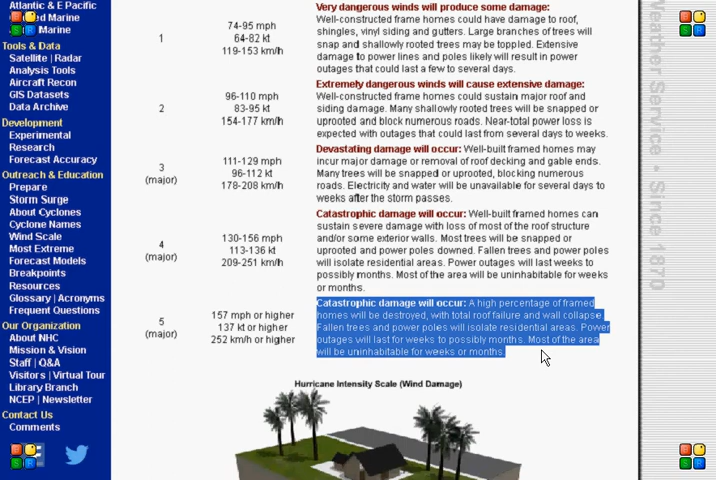 Atlantic & E Pacific
Marine
Tools & Data
Satellite | Radar
Analysis Tools
Aircraft Recon
GIS Datasets
Data Archive
Development
Experimental
Research
Forecast Accuracy
Outreach & Education
Prepare
Storm Surge
About Cyclones
Cyclone Names
Wind Scale
Most Extreme
Forecast Models
Breakpoints
Resources
Glossary | Acronyms
Frequent Questions
Our Organization
About NHC
Mission & Vision
Staff | Q&A
Visitors | Virtual Tour
Library Branch
NCEP | Newsletter
Contact Us
Comments
1
74-95 mph
64-82 kt
119-153 km/h
Very dangerous winds will produce some damage:
Well-constructed frame homes could have damage to roof,
shingles, vinyl siding and gutters. Large branches of trees will
snap and shallowly rooted trees may be toppled. Extensive
damage to power lines and poles likely will result in power
outages that could last a few to several days.
2
96-110 mph
83-95 kt
154-177 km/h
Extremely dangerous winds will cause extensive damage:
Well-constructed frame homes could sustain major roof and
siding damage. Many shallowly rooted trees will be snapped or
uprooted and block numerous roads. Near-total power loss is
expected with outages that could last from several days to weeks.
3
(major)
111-129 mph
96-112 kt
178-208 km/h
Devastating damage will occur: Well-built framed homes may
incur major damage or removal of roof decking and gable ends.
Many trees will be snapped or uprooted, blocking numerous
roads. Electricity and water will be unavailable for several days to
weeks after the storm passes.
4
(major)
130-156 mph
113-136 kt
209-251 km/h
Catastrophic damage will occur: Well-built framed homes can
sustain severe damage with loss of most of the roof structure
and/or some exterior walls. Most trees will be snapped or
uprooted and power poles downed. Fallen trees and power poles
will isolate residential areas. Power outages will last weeks to
possibly months. Most of the area will be uninhabitable for weeks
or months.
5
(major)
157 mph or higher
137 kt or higher
252 km/h or higher
Catastrophic damage will occur: A high percentage of framed
homes will be destroyed, with total roof failure and wall collapse.
Fallen trees and power poles will isolate residential areas. Power
outages will last for weeks to possibly months. Most of the area
will be uninhabitable for weeks or months.
Hurricane Intensity Scale (Wind Damage)
Weather Service • Since 1870